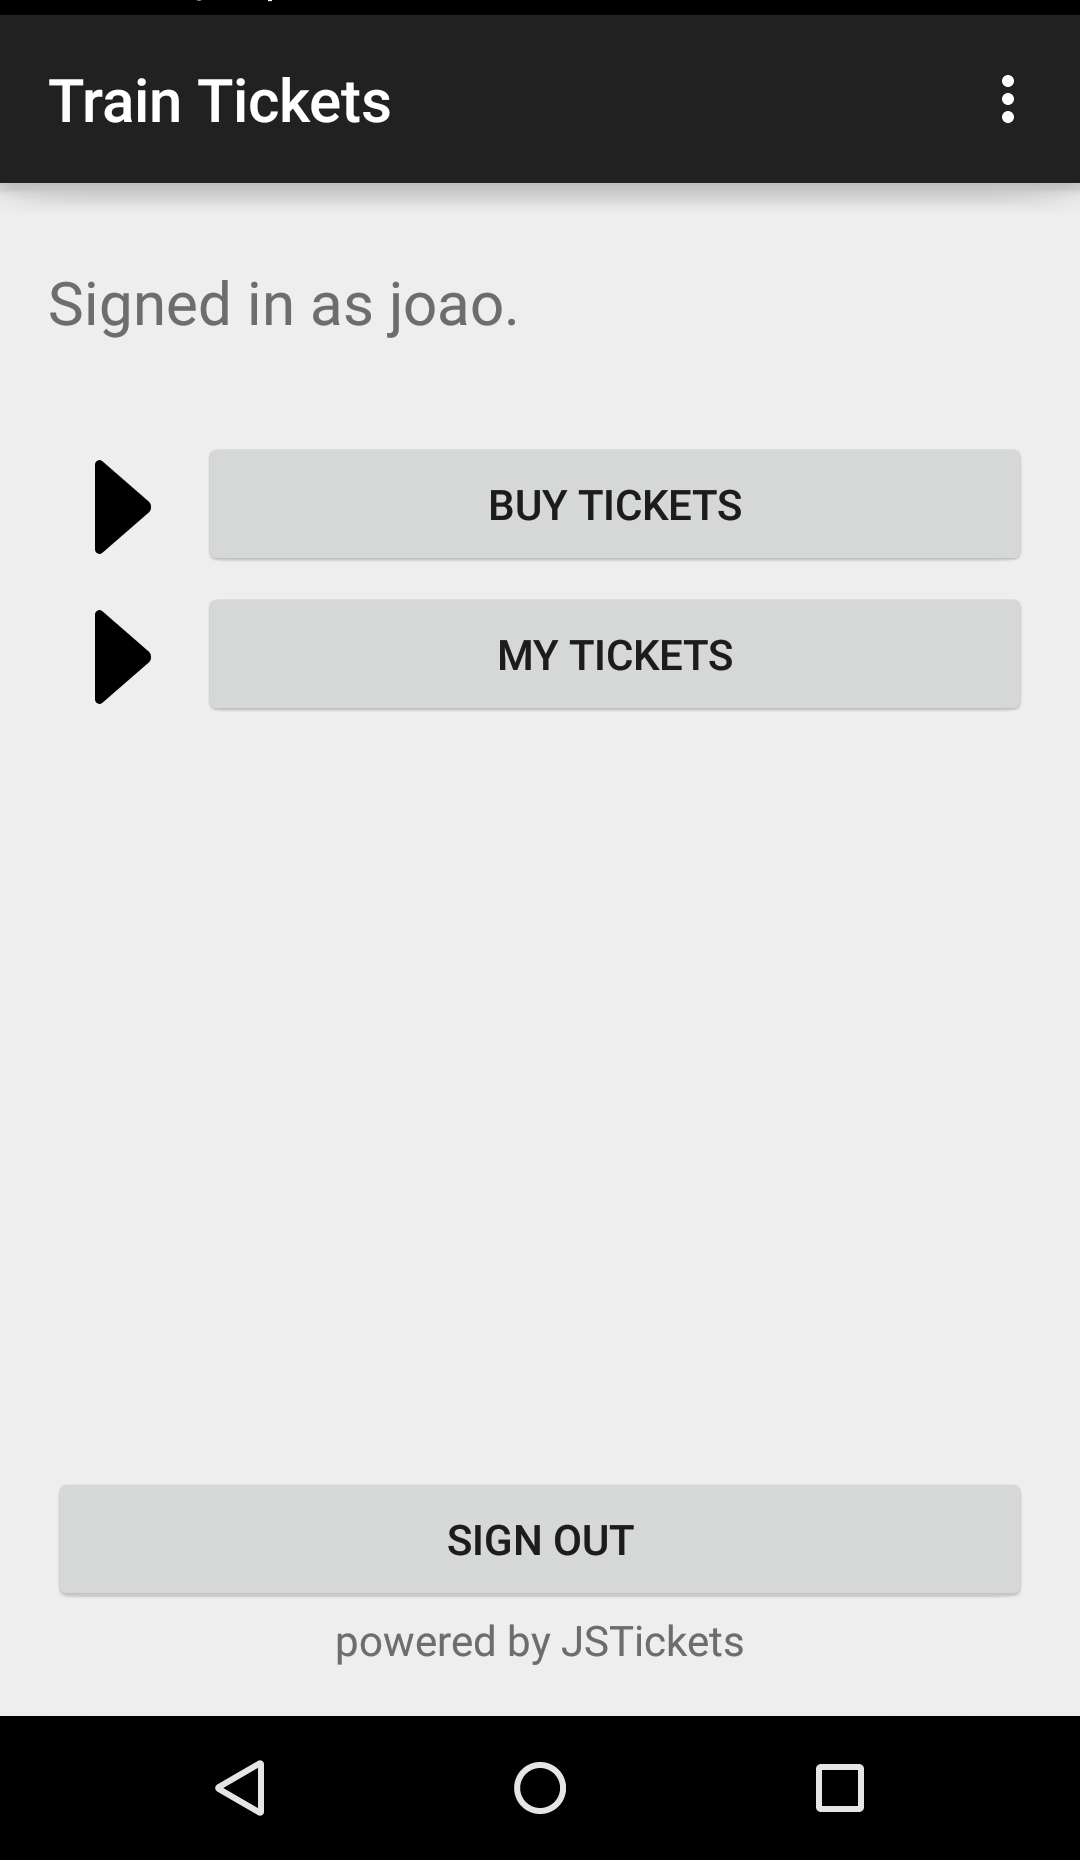 Train Tickets
Signed in as joao.
BUY TICKETS
MY TICKETS
SIGN OUT
powered by JSTickets